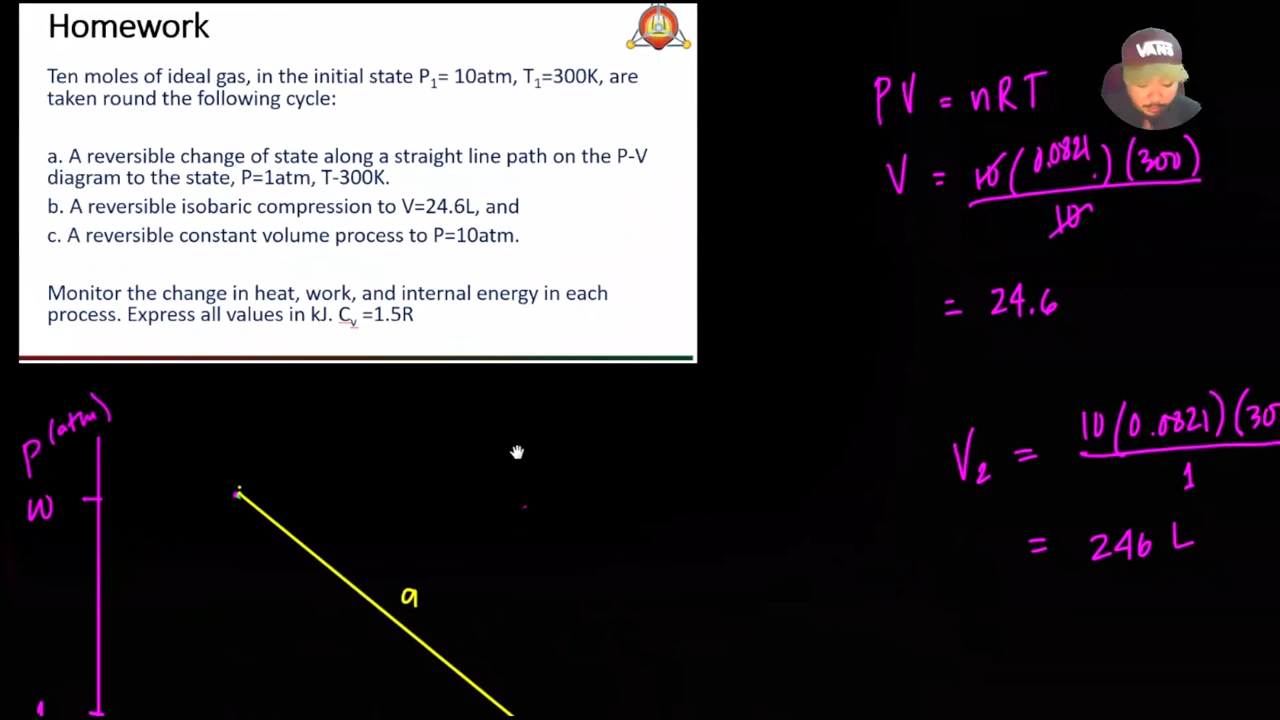 Homework
Ten moles of ideal gas, in the initial state P₁= 10atm, T₁=300K, are
taken round the following cycle:
a. A reversible change of state along a straight line path on the P-V
diagram to the state, P=1atm, T-300K.
b. A reversible isobaric compression to V=24.6L, and
c. A reversible constant volume process to P=10atm.
Monitor the change in heat, work, and internal energy in each
process. Express all values in kJ. Cᵥ =1.5R
VANS
PV = nRT
V = 10(0.0821)(300)
10
= 24.6
V₂ = 10(0.0821)(30
1
= 246 L
P(atm)
10
a
1